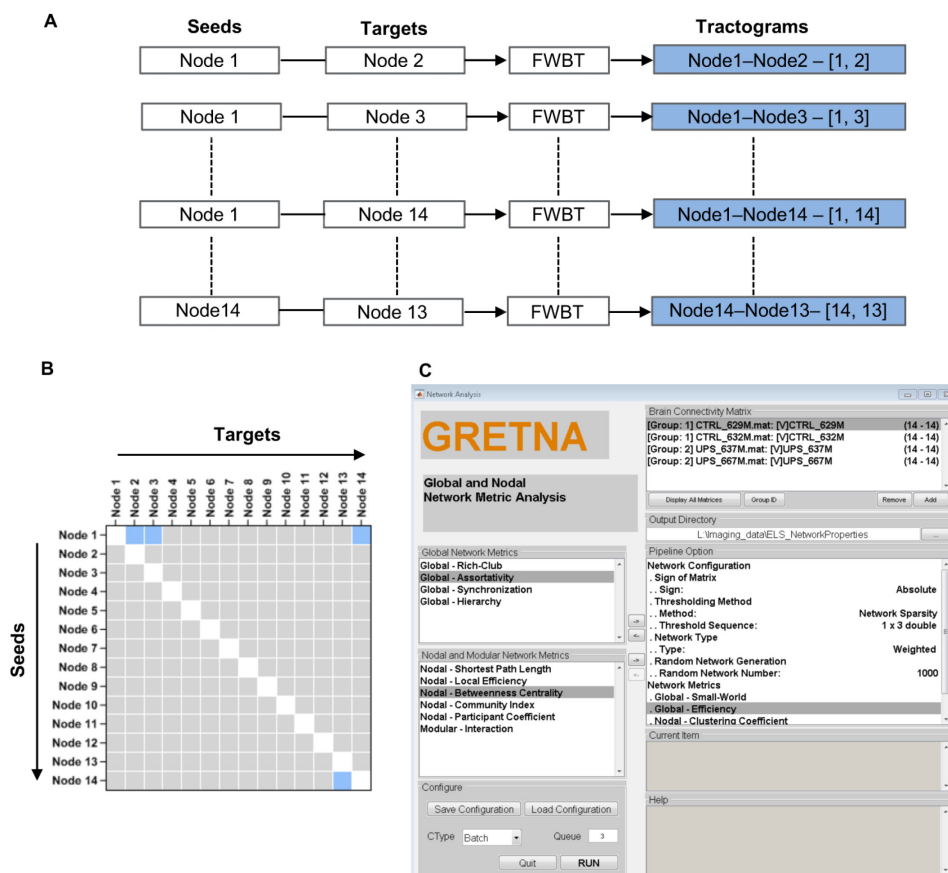 A
Seeds Targets Tractograms
Node 1 Node 2 FWBT Node1–Node2 – [1, 2]
Node 1 Node 3 FWBT Node1–Node3 – [1, 3]
Node 1 Node 14 FWBT Node1–Node14 – [1, 14]
Node14 Node 13 FWBT Node14–Node13– [14, 13]
B
Targets
Node 1 Node 2 Node 3 Node 4 Node 5 Node 6 Node 7 Node 8 Node 9 Node 10 Node 11 Node 12 Node 13 Node 14
Seeds
Node 1
Node 2
Node 3
Node 4
Node 5
Node 6
Node 7
Node 8
Node 9
Node 10
Node 11
Node 12
Node 13
Node 14
C
Network Analysis
GRETNA
Global and Nodal
Network Metric Analysis
Global Network Metrics
Global - Rich-Club
Global - Assortativity
Global - Synchronization
Global - Hierarchy
Nodal and Modular Network Metrics
Nodal - Shortest Path Length
Nodal - Local Efficiency
Nodal - Betweenness Centrality
Nodal - Community Index
Nodal - Participant Coefficient
Modular - Interaction
Configure
Save Configuration Load Configuration
CType Batch Queue 3
Quit RUN
-> 
<-
->
<-
Brain Connectivity Matrix
[Group: 1] CTRL_629M.mat: [V]CTRL_629M (14 - 14)
[Group: 1] CTRL_632M.mat: [V]CTRL_632M (14 - 14)
[Group: 2] UPS_637M.mat: [V]UPS_637M (14 - 14)
[Group: 2] UPS_667M.mat: [V]UPS_667M (14 - 14)
Display All Matrices Group ID Remove Add
Output Directory
L:\Imaging_data\ELS_NetworkProperties ...
Pipeline Option
Network Configuration
. Sign of Matrix
. . Sign: Absolute
. Thresholding Method
. . Method: Network Sparsity
. . Threshold Sequence: 1 x 3 double
. Network Type
. . Type: Weighted
. Random Network Generation
. . Random Network Number: 1000
Network Metrics
. Global - Small-World
. Global - Efficiency
. Nodal - Clustering Coefficient
Current Item
Help